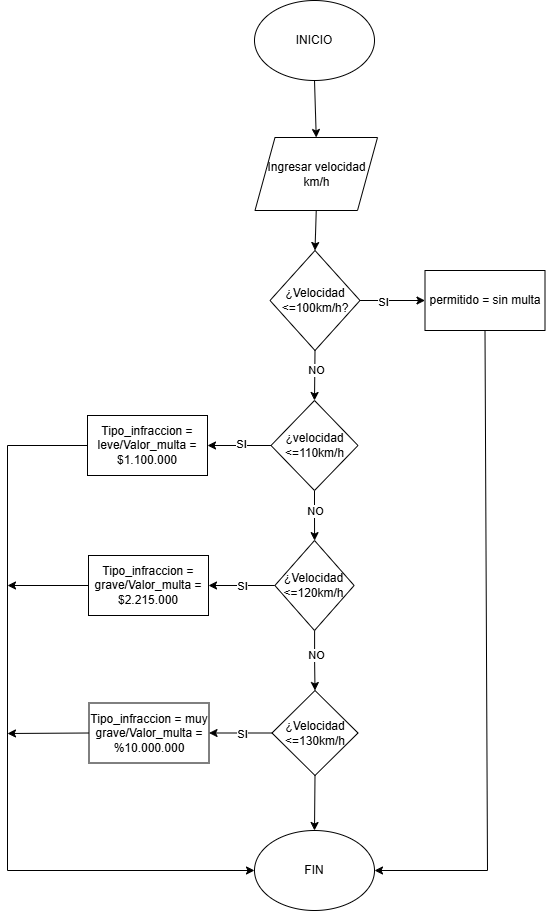 INICIO
Ingresar velocidad
km/h
¿Velocidad
<=100km/h?
SI
permitido = sin multa
NO
Tipo_infraccion =
leve/Valor_multa =
$1.100.000
SI
¿velocidad
<=110km/h
NO
Tipo_infraccion =
grave/Valor_multa =
$2.215.000
SI
¿Velocidad
<=120km/h
NO
Tipo_infraccion = muy
grave/Valor_multa =
%10.000.000
SI
¿Velocidad
<=130km/h
FIN